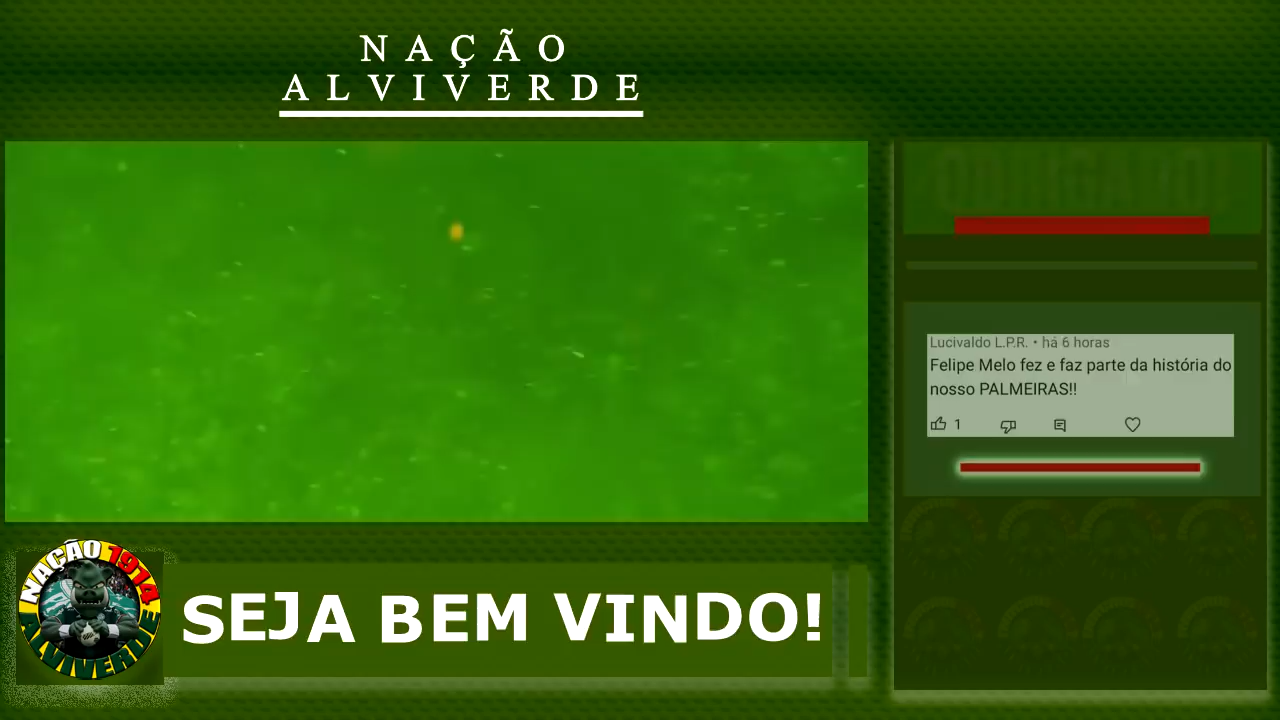 NAÇÃO
ALVIVERDE
Lucivaldo L.P.R. • há 6 horas
Felipe Melo fez e faz parte da história do
nosso PALMEIRAS!!
1
NAÇÃO 1914
ALVIVERDE
SEJA BEM VINDO!